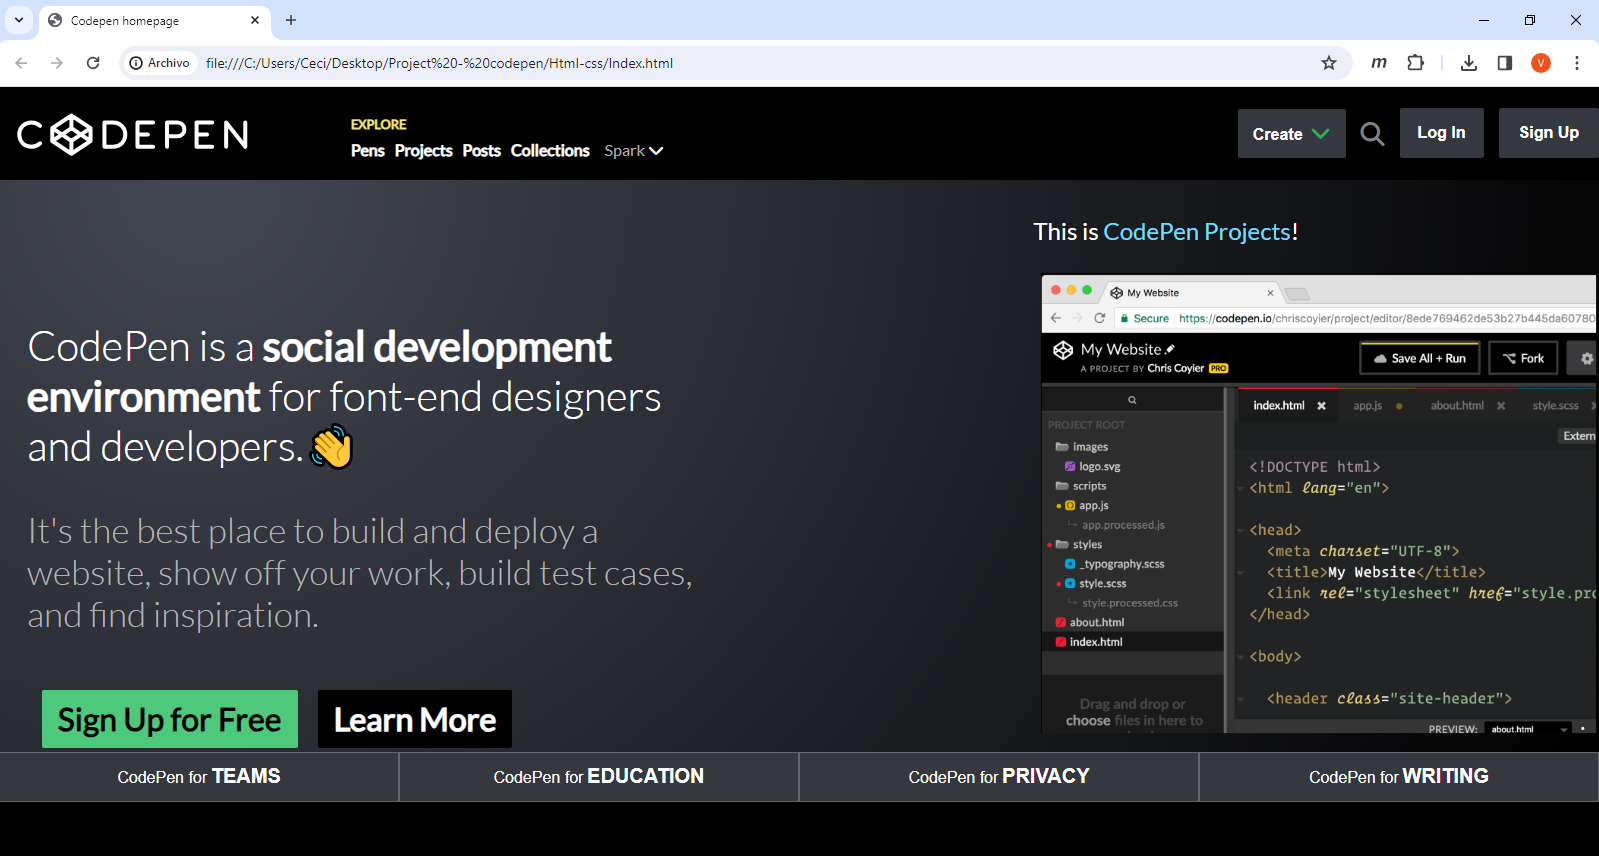 Codepen homepage
Archivo file:///C:/Users/Ceci/Desktop/Project%20-%20codepen/Html-css/Index.html
m
V
CODEPEN
EXPLORE
Pens Projects Posts Collections Spark
Create
Log In
Sign Up
This is CodePen Projects!
CodePen is a social development
environment for font-end designers
and developers.
It's the best place to build and deploy a
website, show off your work, build test cases,
and find inspiration.
Sign Up for Free
Learn More
My Website
Secure https://codepen.io/chriscoyier/project/editor/8ede769462de53b27b445da60780
My Website
A PROJECT BY Chris Coyier PRO
Save All + Run
Fork
PROJECT ROOT
images
logo.svg
scripts
app.js
app.processed.js
styles
_typography.scss
style.scss
style.processed.css
about.html
index.html
Drag and drop or
choose files in here to
index.html
app.js
about.html
style.scss
Extern
<!DOCTYPE html>
<html lang="en">
<head>
<meta charset="UTF-8">
<title>My Website</title>
<link rel="stylesheet" href="style.pro
</head>
<body>
<header class="site-header">
PREVIEW: about.html
CodePen for TEAMS
CodePen for EDUCATION
CodePen for PRIVACY
CodePen for WRITING